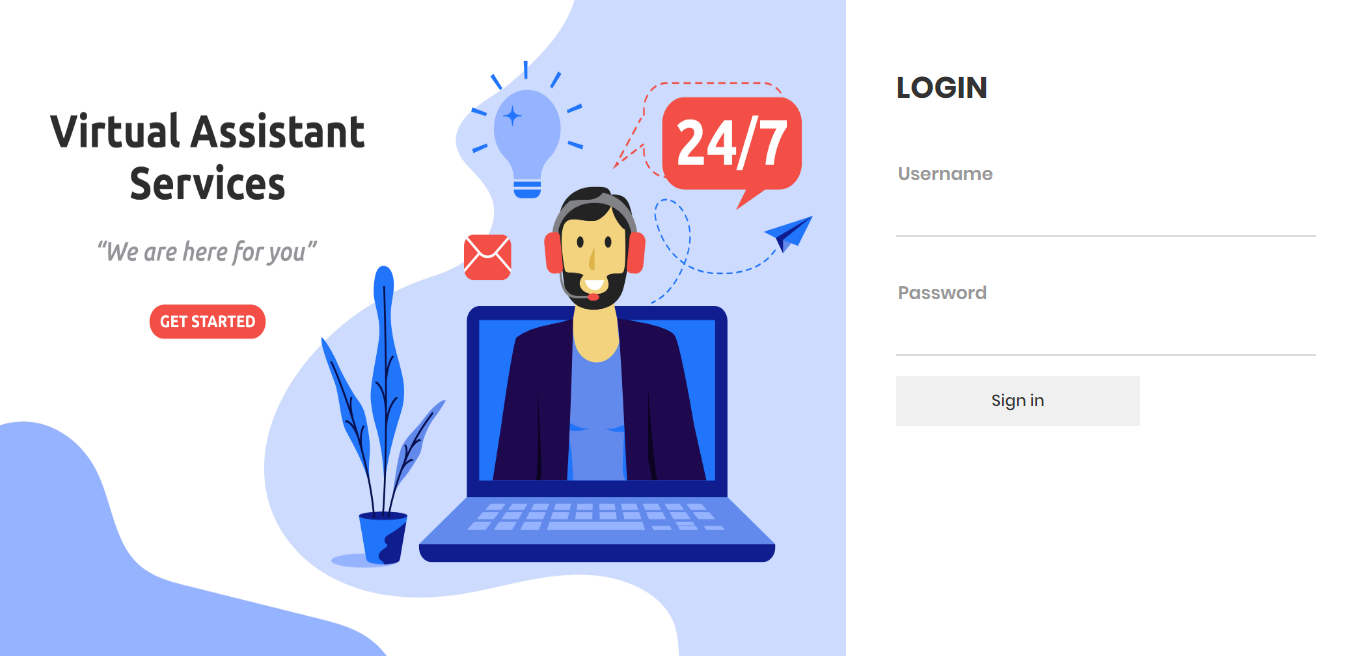 Virtual Assistant
Services
“We are here for you”
GET STARTED
24/7
LOGIN
Username
Password
Sign in